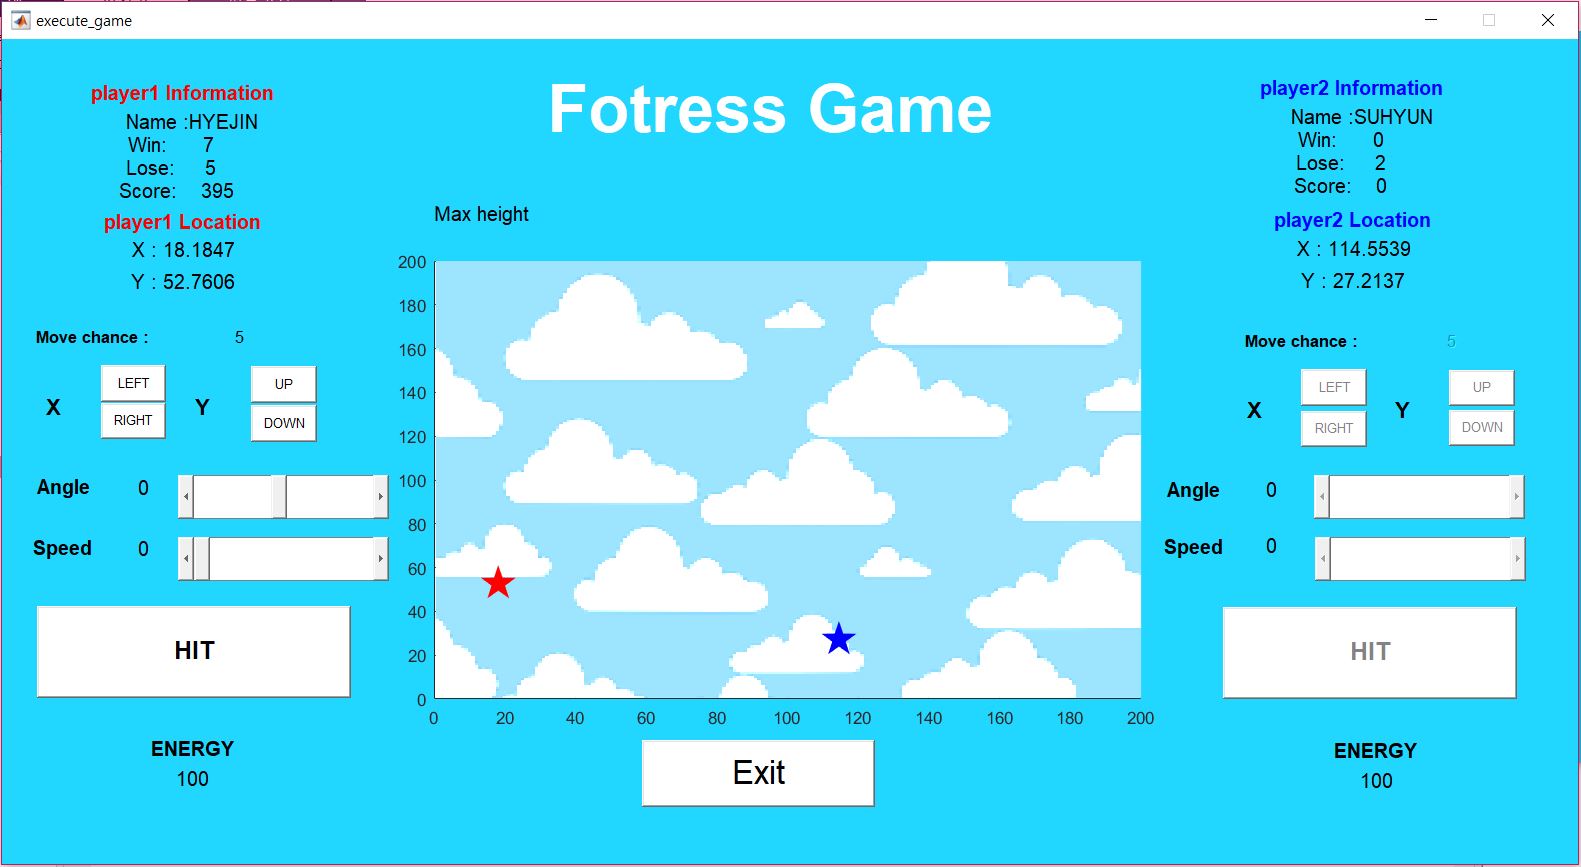 execute_game
Fotress Game
player1 Information
Name :HYEJIN
Win: 7
Lose: 5
Score: 395
player1 Location
X : 18.1847
Y : 52.7606
Move chance : 5
X
LEFT
RIGHT
Y
UP
DOWN
Angle 0
Speed 0
HIT
ENERGY
100
Max height
200
180
160
140
120
100
80
60
40
20
0
0 20 40 60 80 100 120 140 160 180 200
Exit
player2 Information
Name :SUHYUN
Win: 0
Lose: 2
Score: 0
player2 Location
X : 114.5539
Y : 27.2137
Move chance : 5
X
LEFT
RIGHT
Y
UP
DOWN
Angle 0
Speed 0
HIT
ENERGY
100